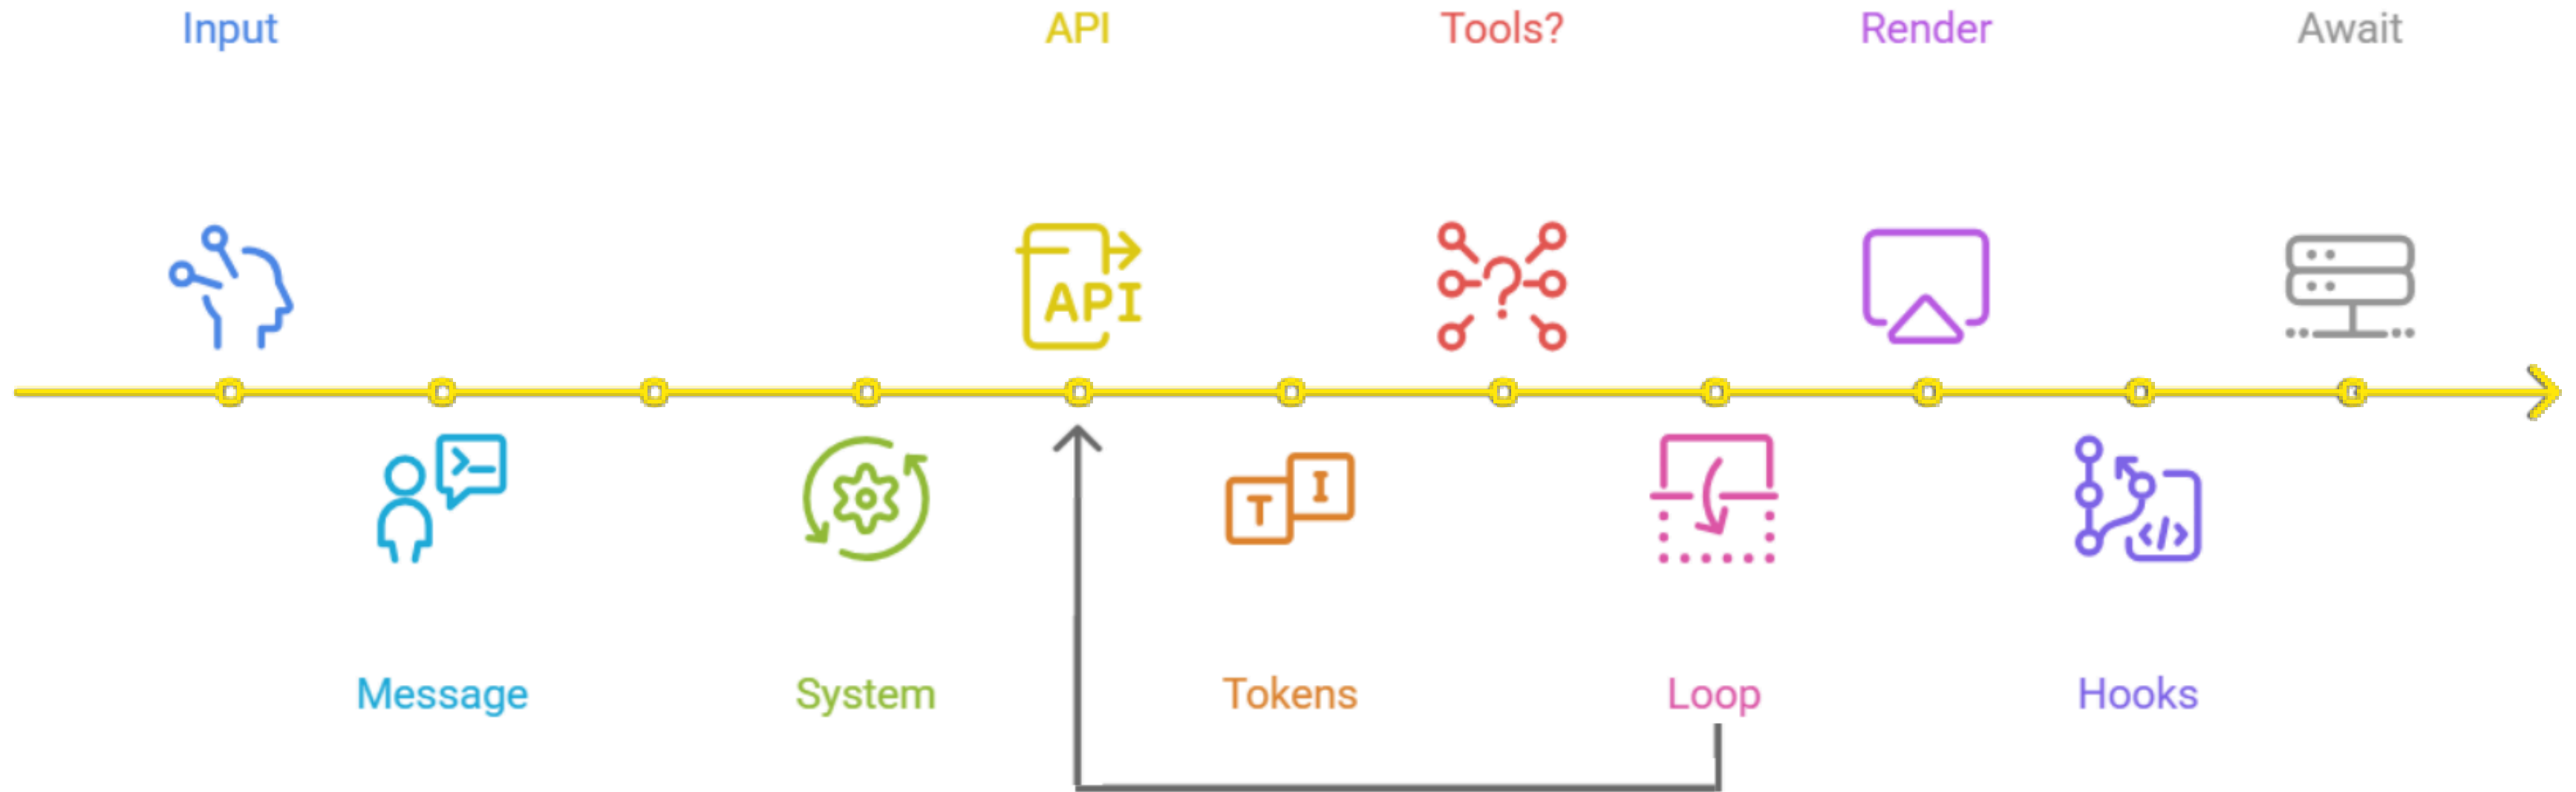 Input
API
Tools?
Render
Await
API
>_
T
I
</>
Message
System
Tokens
Loop
Hooks